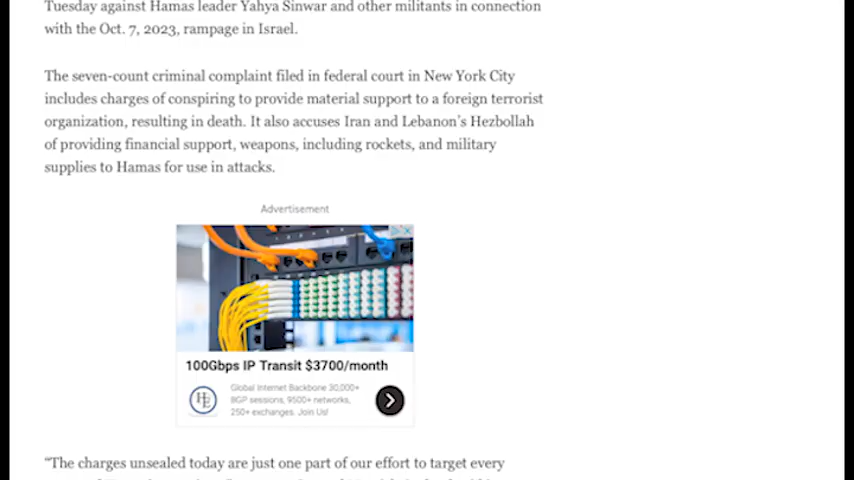 Tuesday against Hamas leader Yahya Sinwar and other militants in connection
with the Oct. 7, 2023, rampage in Israel.
The seven-count criminal complaint filed in federal court in New York City
includes charges of conspiring to provide material support to a foreign terrorist
organization, resulting in death. It also accuses Iran and Lebanon’s Hezbollah
of providing financial support, weapons, including rockets, and military
supplies to Hamas for use in attacks.
Advertisement
100Gbps IP Transit $3700/month
HE
Global Internet Backbone 30,000+
BGP sessions, 9500+ networks,
250+ exchanges. Join Us!
“The charges unsealed today are just one part of our effort to target every